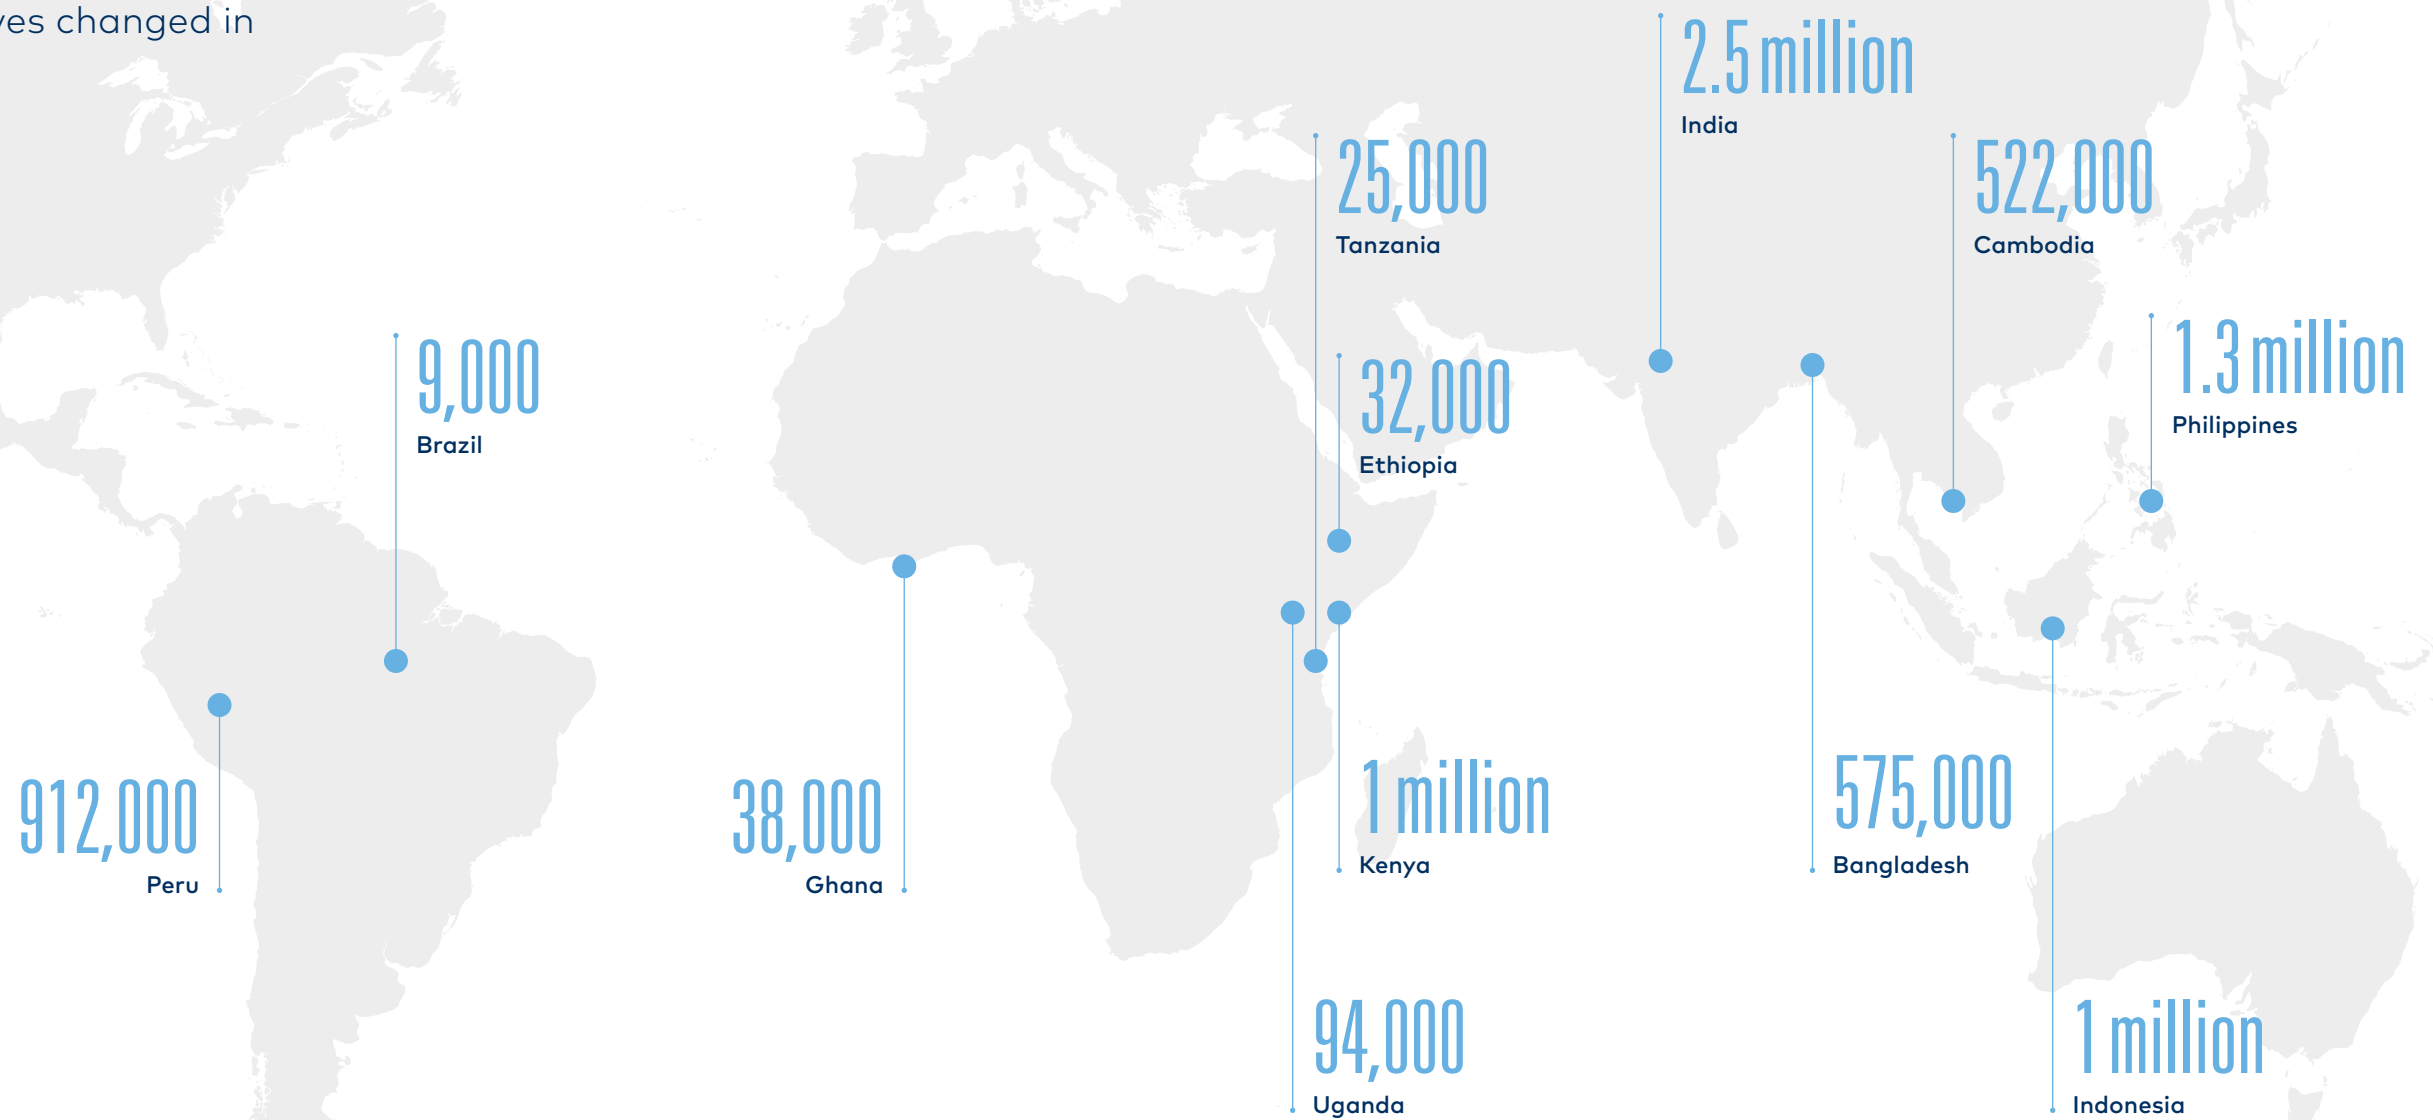 changed in
2.5 million
India
25,000
Tanzania
522,000
Cambodia
9,000
Brazil
32,000
Ethiopia
1.3 million
Philippines
912,000
Peru
38,000
Ghana
1 million
Kenya
575,000
Bangladesh
94,000
Uganda
1 million
Indonesia